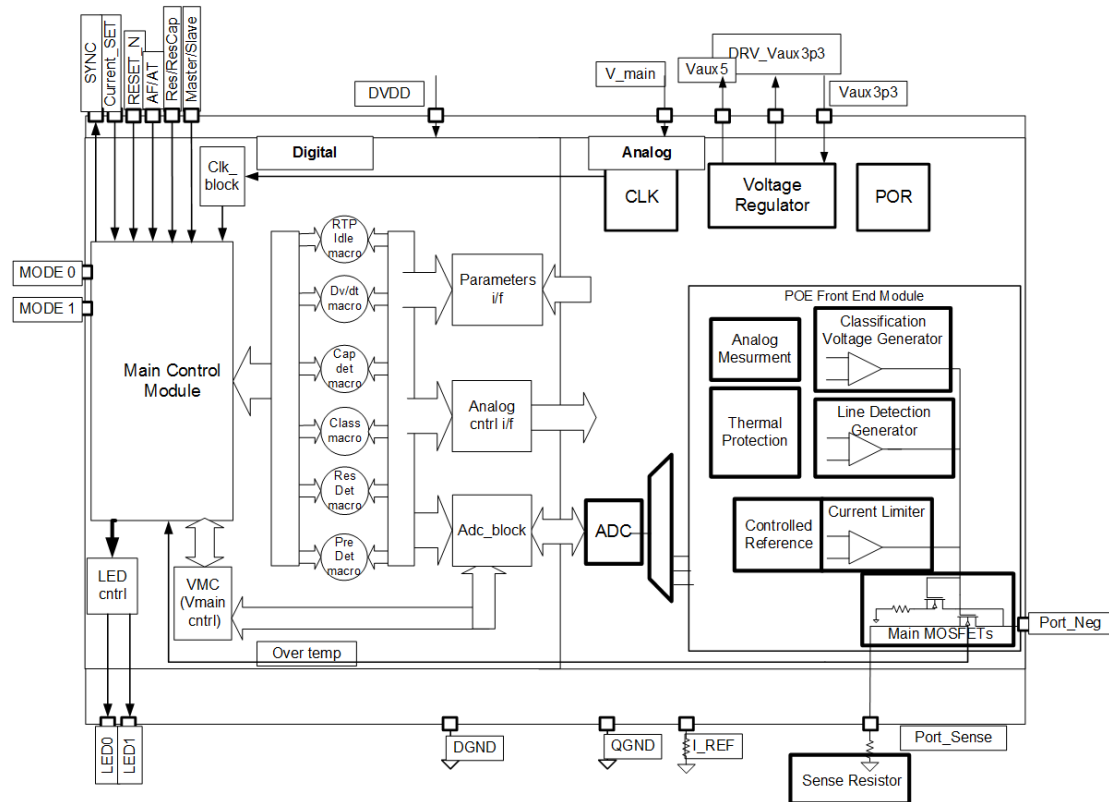 SYNC
Current_SET
RESET_N
AF/AT
Res/ResCap
Master/Slave
DVDD
V_main
Vaux5
DRV_Vaux3p3
Vaux3p3
Digital
Analog
Clk_
block
CLK
Voltage
Regulator
POR
MODE 0
MODE 1
Main Control
Module
RTP
Idle
macro
Dv/dt
macro
Cap
det
macro
Class
macro
Res
Det
macro
Pre
Det
macro
Parameters
i/f
Analog
cntrl i/f
Adc_block
ADC
POE Front End Module
Analog
Mesurment
Classification
Voltage Generator
Thermal
Protection
Line Detection
Generator
Controlled
Reference
Current Limiter
Main MOSFETs
Port_Neg
LED
cntrl
VMC
(Vmain
cntrl)
Over temp
LED0
LED1
DGND
QGND
I_REF
Port_Sense
Sense Resistor